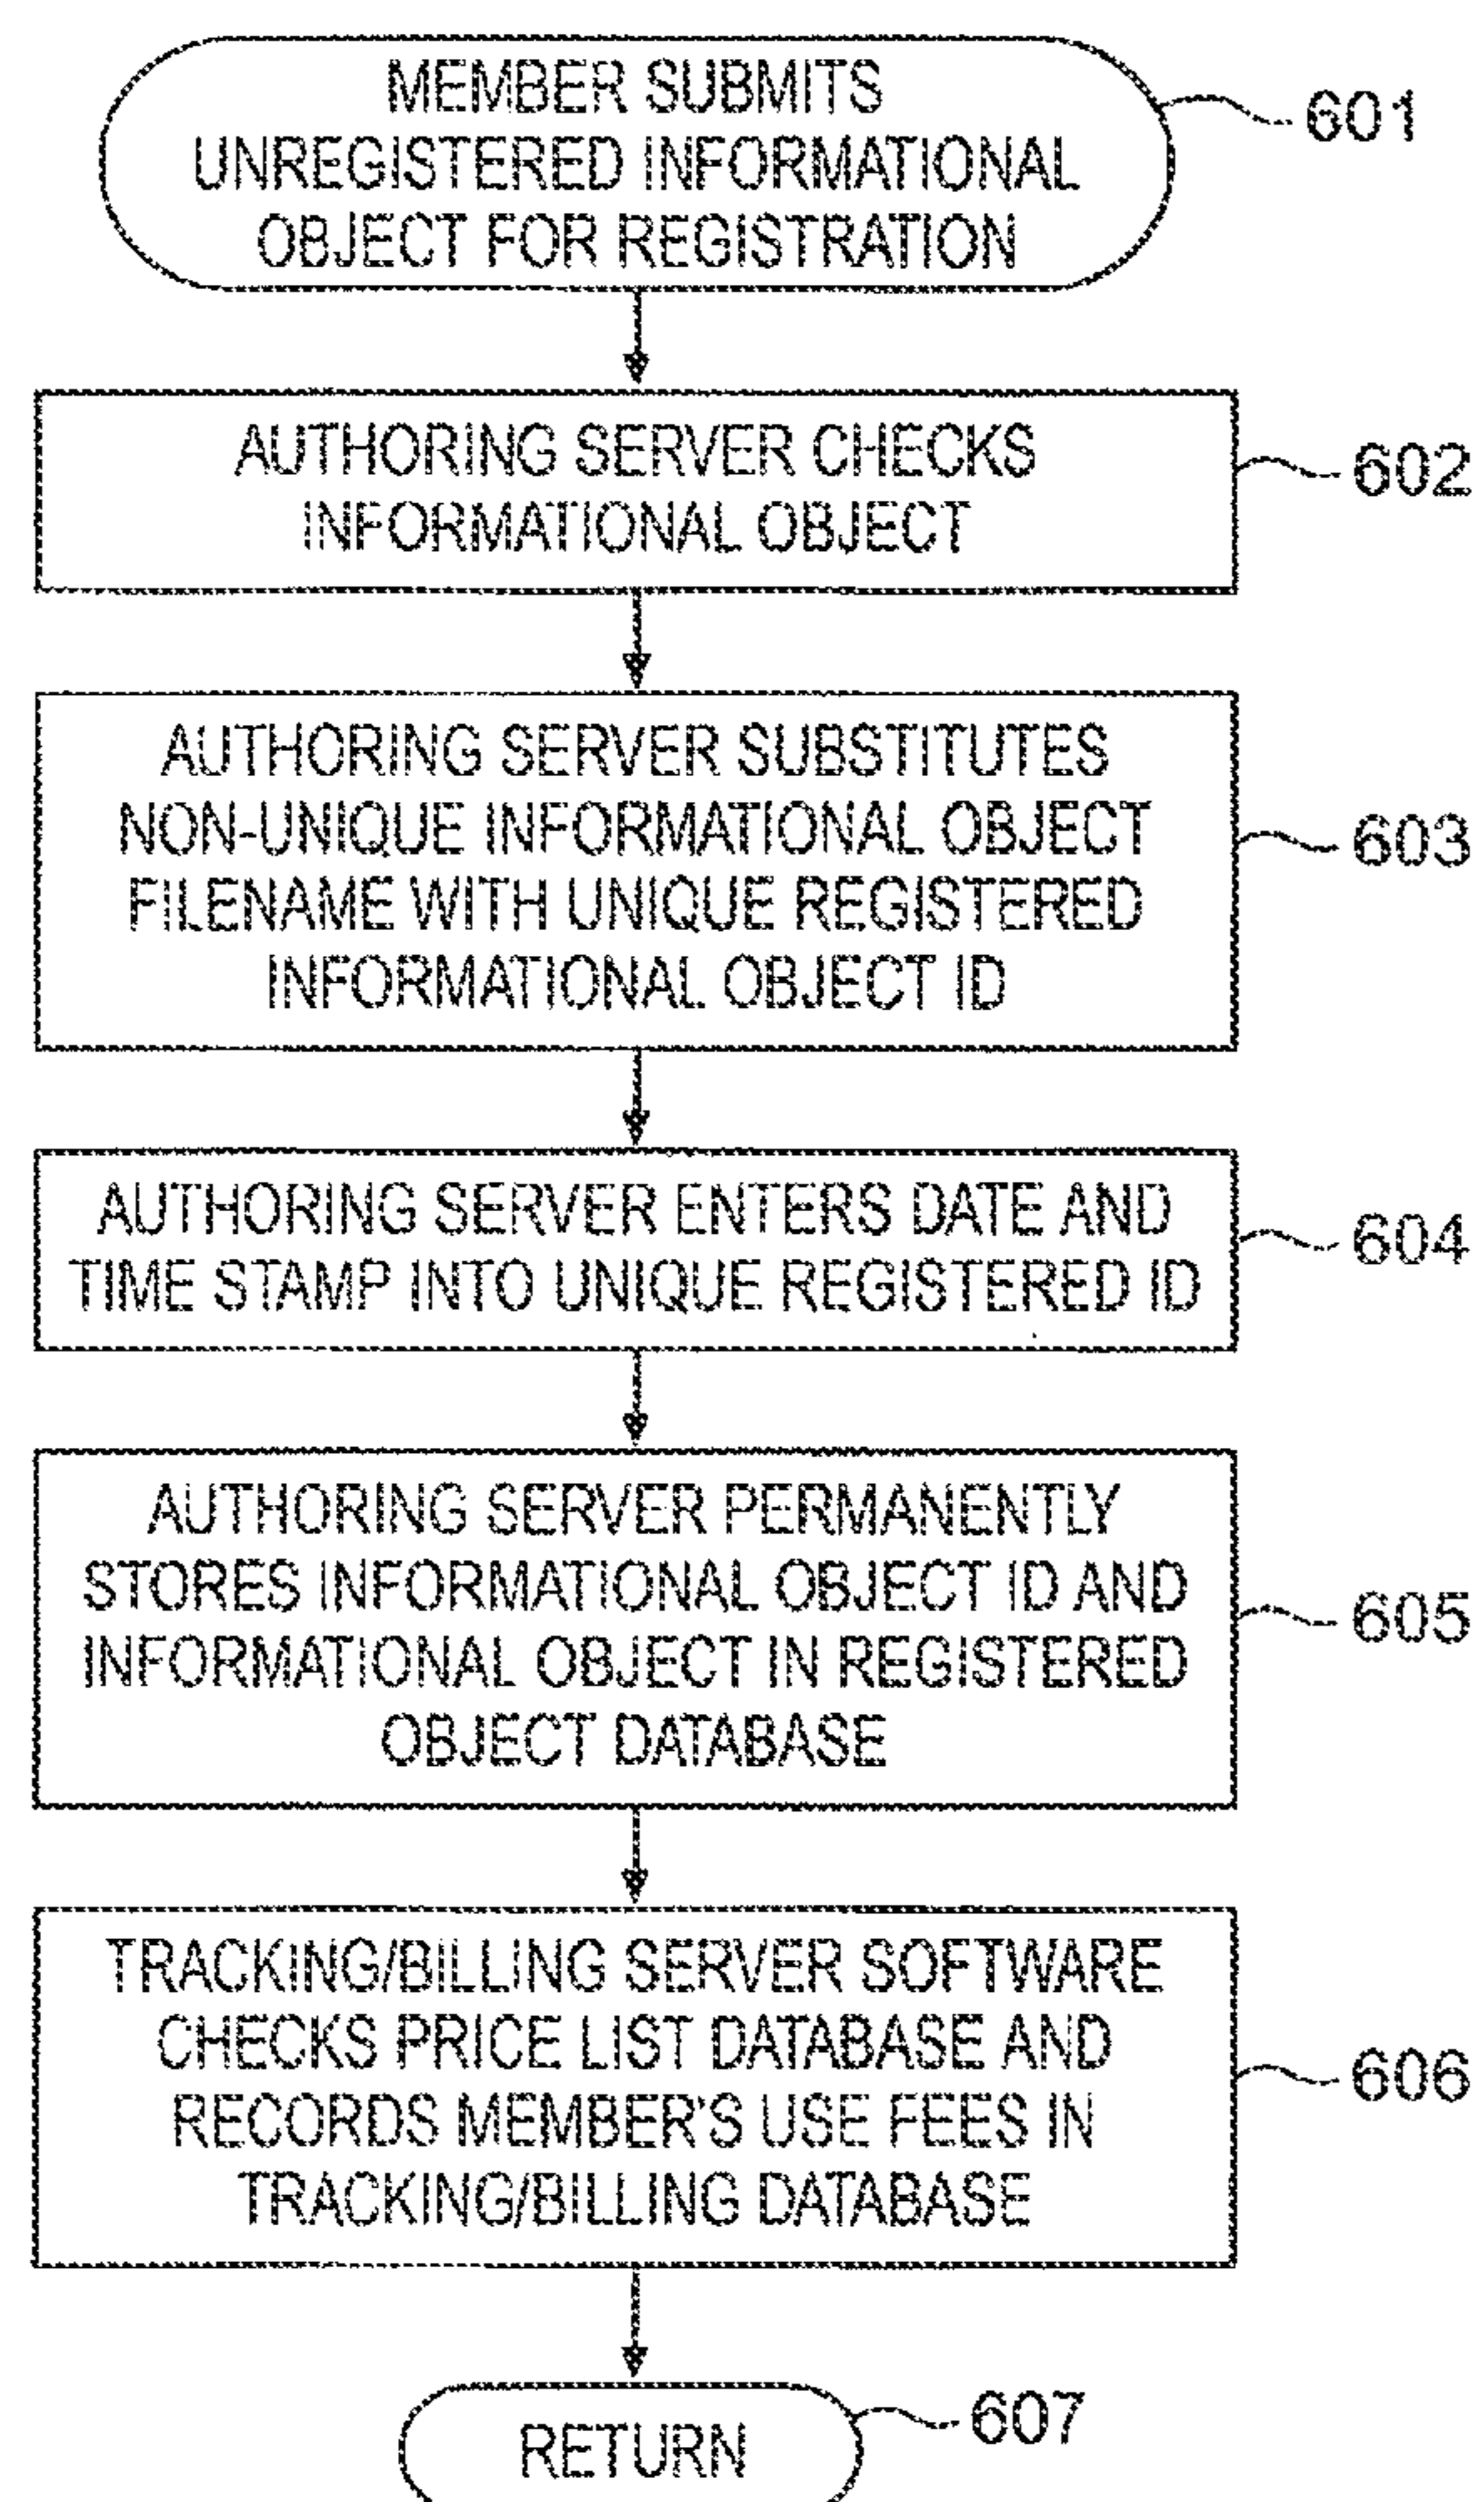 MEMBER SUBMITS
UNREGISTERED INFORMATIONAL
OBJECT FOR REGISTRATION
601
AUTHORING SERVER CHECKS
INFORMATIONAL OBJECT
602
AUTHORING SERVER SUBSTITUTES
NON-UNIQUE INFORMATIONAL OBJECT
FILENAME WITH UNIQUE REGISTERED
INFORMATIONAL OBJECT ID
603
AUTHORING SERVER ENTERS DATE AND
TIME STAMP INTO UNIQUE REGISTERED ID
604
AUTHORING SERVER PERMANENTLY
STORES INFORMATIONAL OBJECT ID AND
INFORMATIONAL OBJECT IN REGISTERED
OBJECT DATABASE
605
TRACKING/BILLING SERVER SOFTWARE
CHECKS PRICE LIST DATABASE AND
RECORDS MEMBER'S USE FEES IN
TRACKING/BILLING DATABASE
606
RETURN
607